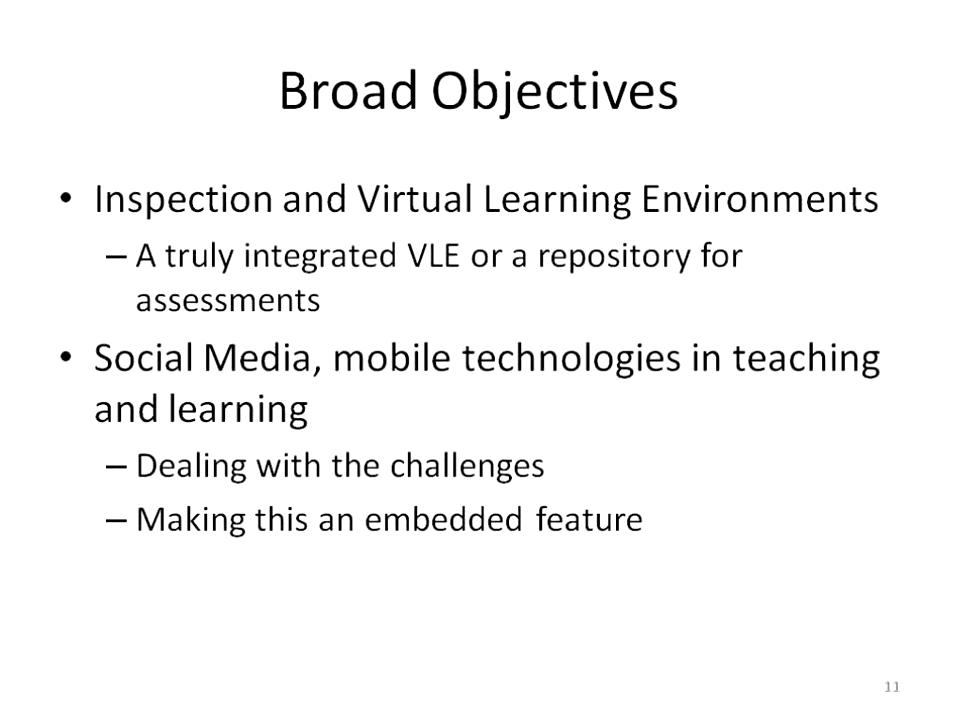 Broad Objectives
• Inspection and Virtual Learning Environments
– A truly integrated VLE or a repository for
assessments
• Social Media, mobile technologies in teaching
and learning
– Dealing with the challenges
– Making this an embedded feature
11